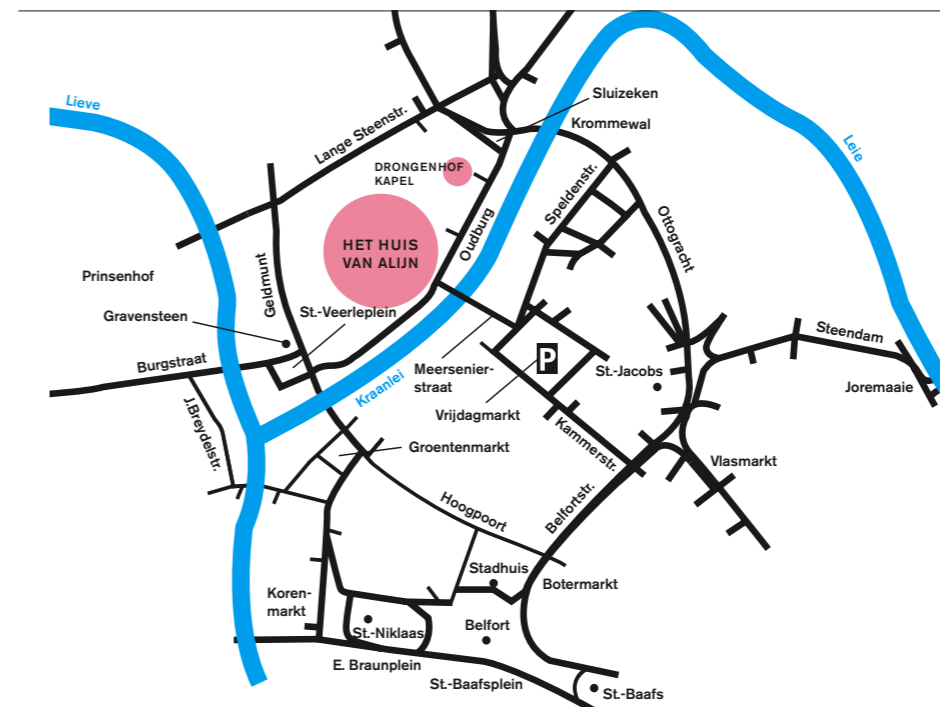 Sluizeken
Lieve
Krommewal
Lange Steenstr.
Leie
DRONGENHOF
KAPEL
Speldenstr.
Ottogracht
Oudburg
HET HUIS
VAN ALIJN
Geldmunt
Prinsenhof
St.-Veerleplein
Gravensteen
Steendam
Burgstraat
P
Meersenier-
straat
St.-Jacobs
Joremaaie
Kraanlei
J.Breydelstr.
Vrijdagmarkt
Kammerstr.
Groentenmarkt
Vlasmarkt
Hoogpoort
Belfortstr.
Stadhuis
Botermarkt
Koren-
markt
St.-Niklaas
Belfort
E. Braunplein
St.-Baafsplein
St.-Baafs